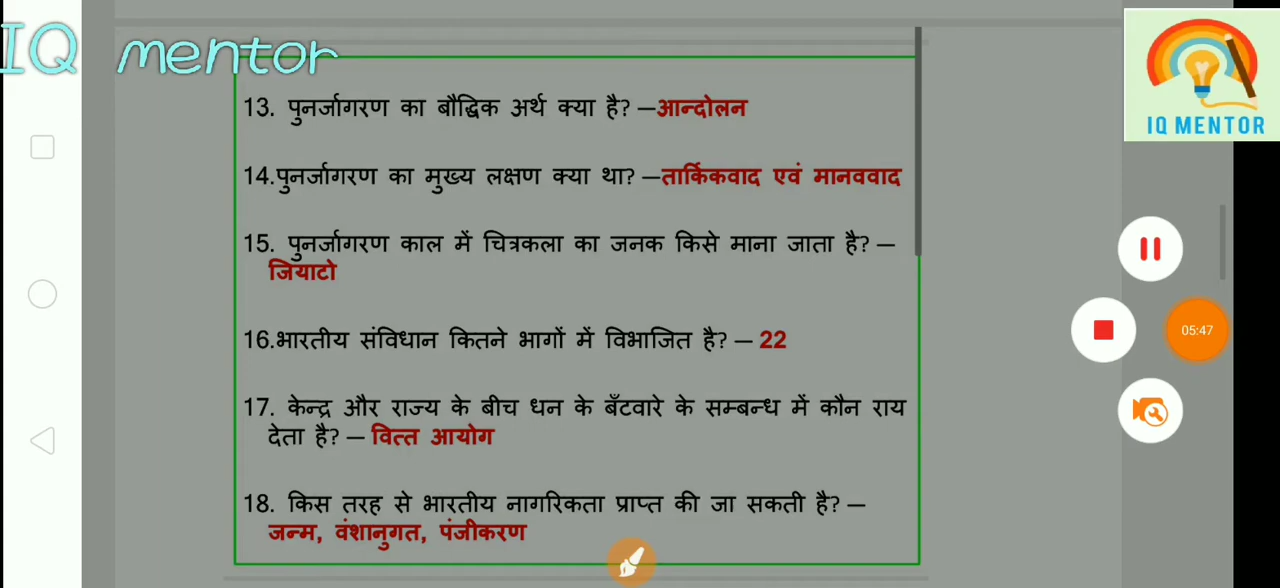 IQ mentor
13. पुनर्जागरण का बौद्धिक अर्थ क्या है? —आन्दोलन
14.पुनर्जागरण का मुख्य लक्षण क्या था? —तार्किकवाद एवं मानववाद
15. पुनर्जागरण काल में चित्रकला का जनक किसे माना जाता है? —
जियाटो
16.भारतीय संविधान कितने भागों में विभाजित है? — 22
17. केन्द्र और राज्य के बीच धन के बँटवारे के सम्बन्ध में कौन राय
देता है? — वित्त आयोग
18. किस तरह से भारतीय नागरिकता प्राप्त की जा सकती है? —
जन्म, वंशानुगत, पंजीकरण
IQ MENTOR
05:47